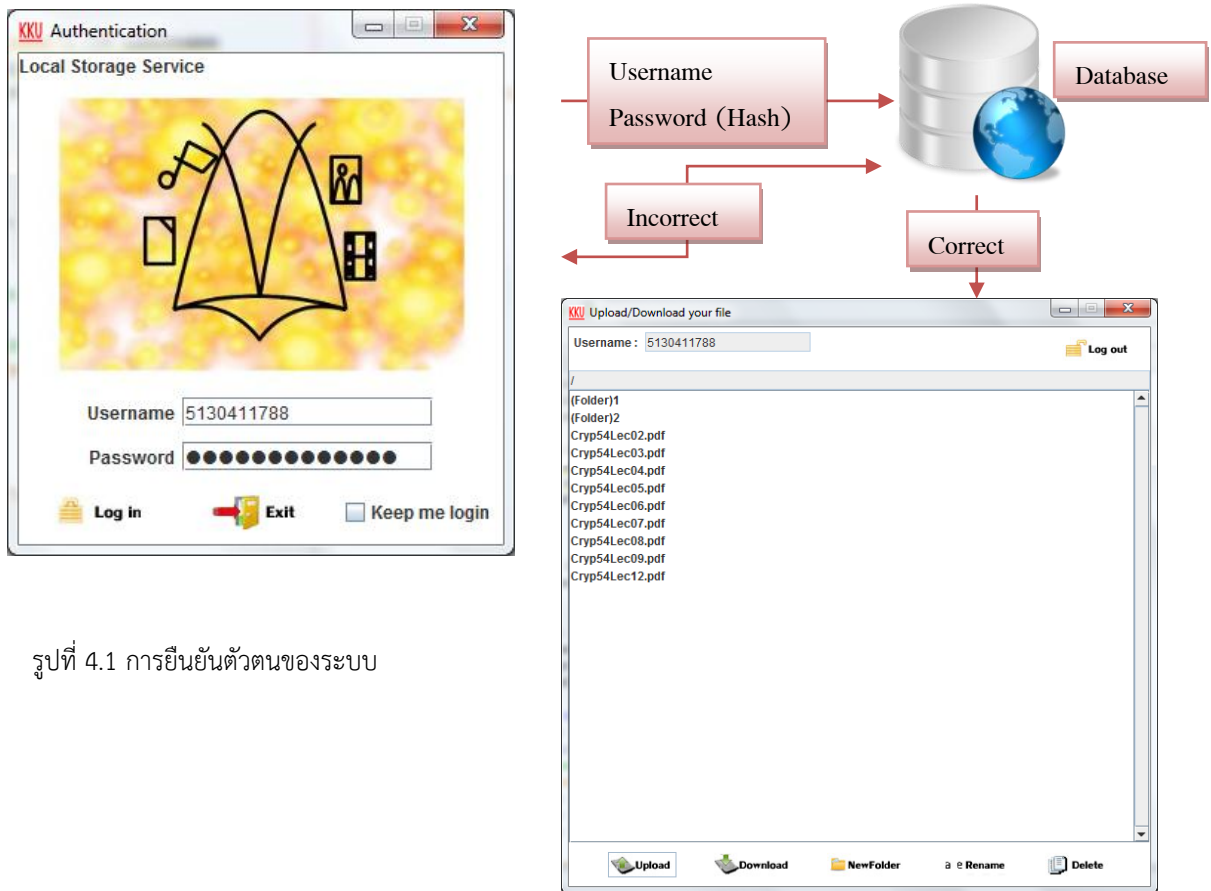 KKU Authentication
Local Storage Service
Username 5130411788
Password
Log in
Exit
Keep me login
รูปที่ 4.1 การยืนยันตัวตนของระบบ
Username
Password (Hash)
Database
Incorrect
Correct
KKU Upload/Download your file
Username : 5130411788
Log out
/
(Folder)1
(Folder)2
Cryp54Lec02.pdf
Cryp54Lec03.pdf
Cryp54Lec04.pdf
Cryp54Lec05.pdf
Cryp54Lec06.pdf
Cryp54Lec07.pdf
Cryp54Lec08.pdf
Cryp54Lec09.pdf
Cryp54Lec12.pdf
Upload
Download
NewFolder
a e Rename
Delete